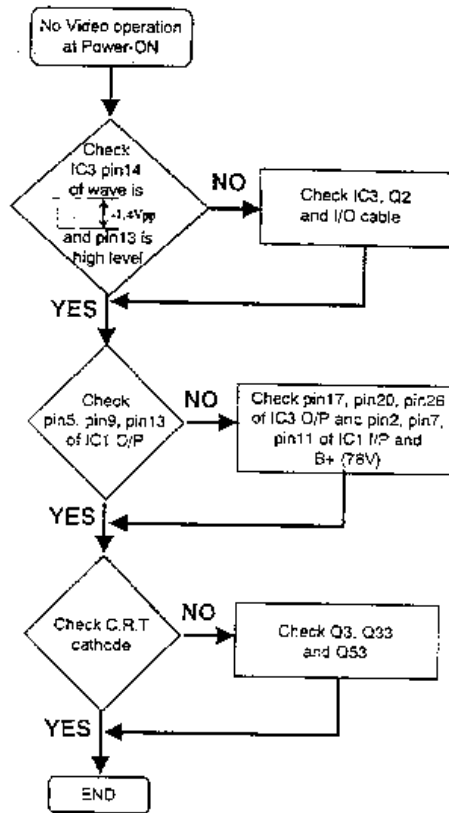 No Video operation
at Power-ON
Check
IC3 pin14
of wave is
-1.4Vpp
and pin13 is
high level
NO
Check IC3, Q2
and I/O cable
YES
Check
pin5, pin9, pin13
of IC1 O/P
NO
Check pin17, pin20, pin26
of IC3 O/P and pin2, pin7,
pin11 of IC1 I/P and
B+ (78V)
YES
Check C.R.T
cathode
NO
Check Q3, Q33
and Q53
YES
END